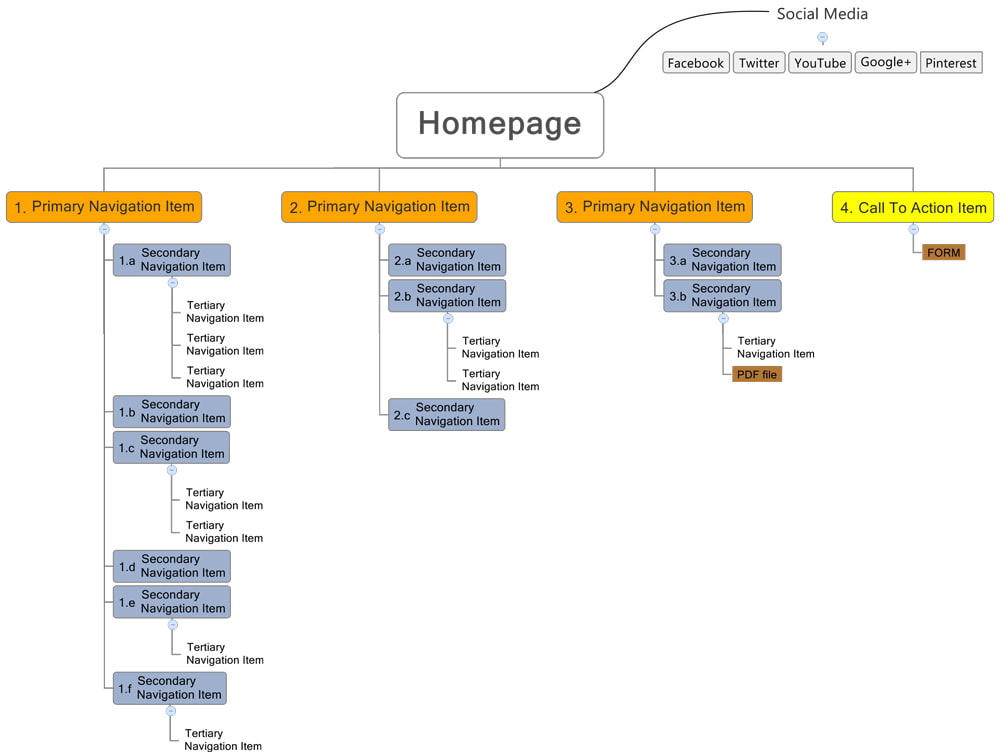 Social Media
Facebook Twitter YouTube Google+ Pinterest
Homepage
1. Primary Navigation Item
1.a Secondary
Navigation Item
Tertiary
Navigation Item
Tertiary
Navigation Item
Tertiary
Navigation Item
1.b Secondary
Navigation Item
1.c Secondary
Navigation Item
Tertiary
Navigation Item
Tertiary
Navigation Item
1.d Secondary
Navigation Item
1.e Secondary
Navigation Item
Tertiary
Navigation Item
1.f Secondary
Navigation Item
Tertiary
Navigation Item
2. Primary Navigation Item
2.a Secondary
Navigation Item
2.b Secondary
Navigation Item
Tertiary
Navigation Item
Tertiary
Navigation Item
2.c Secondary
Navigation Item
3. Primary Navigation Item
3.a Secondary
Navigation Item
3.b Secondary
Navigation Item
Tertiary
Navigation Item
PDF file
4. Call To Action Item
FORM